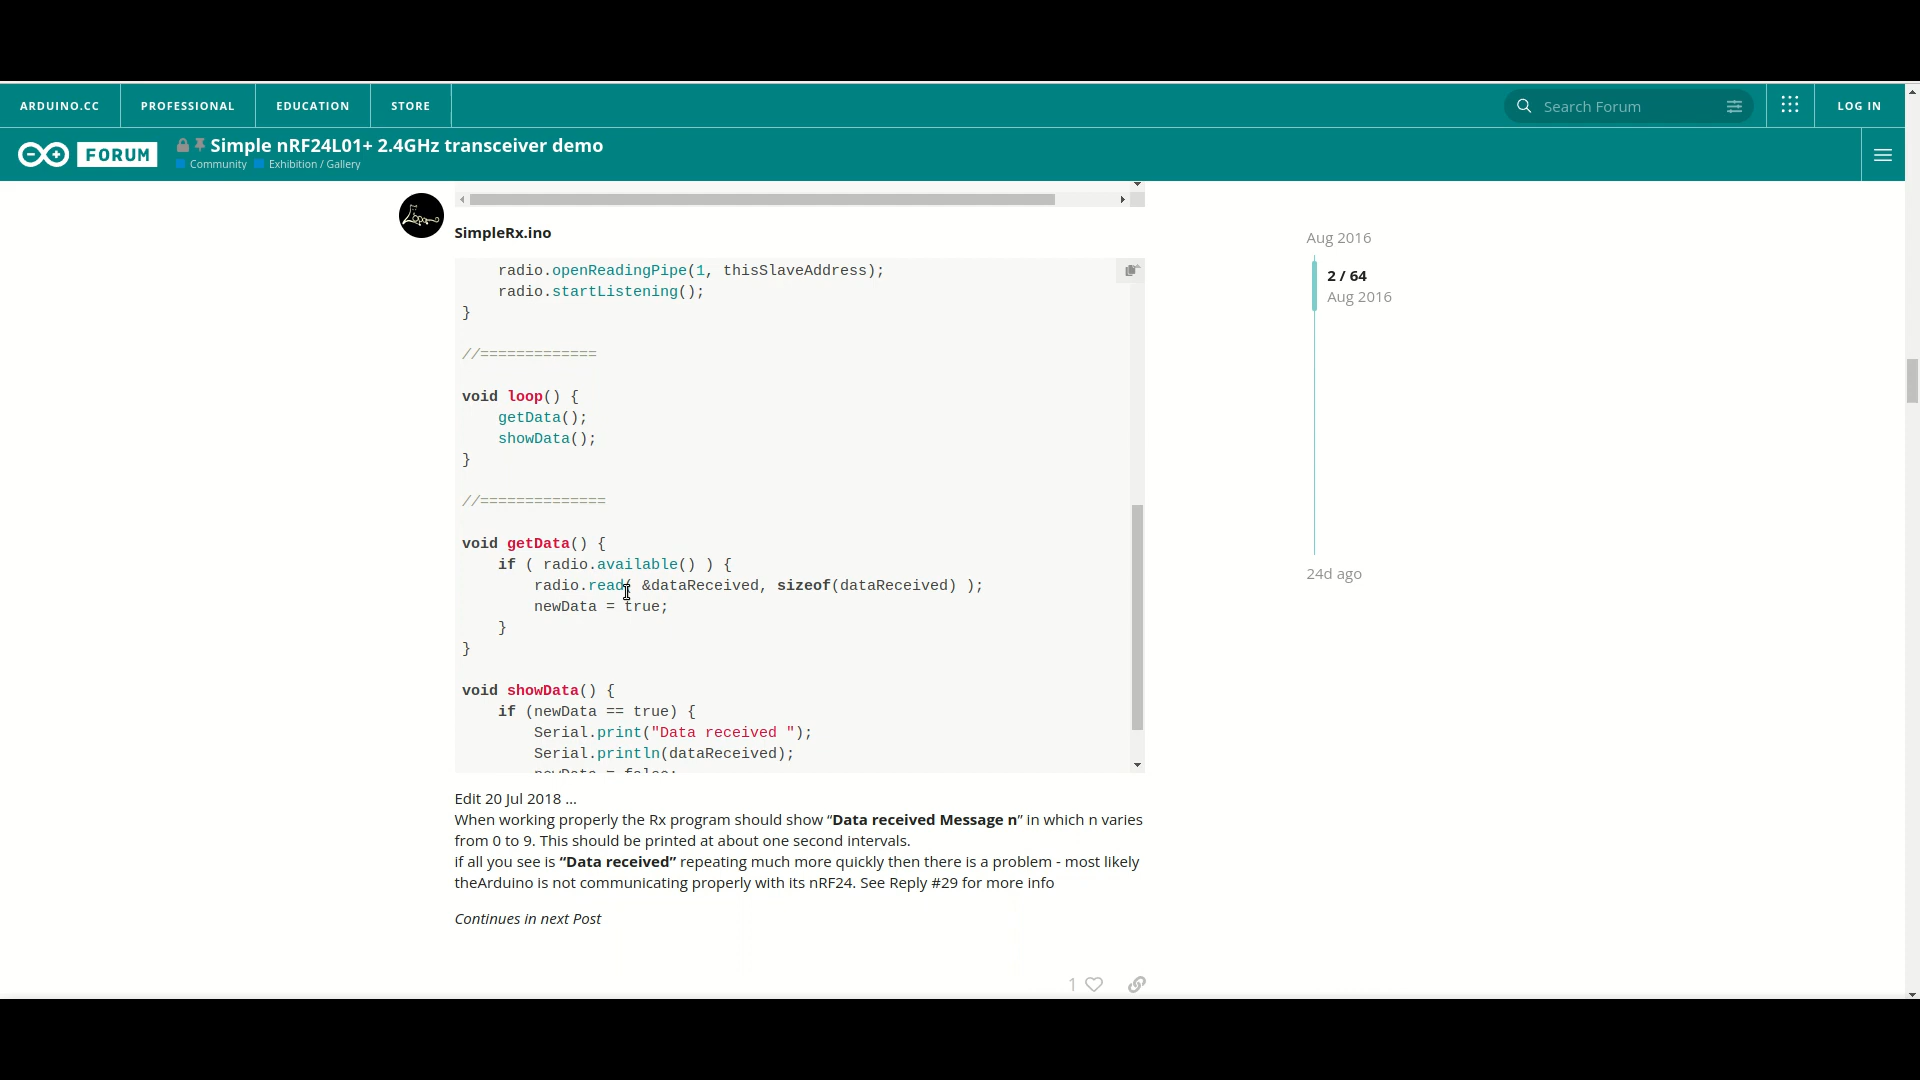 ARDUINO.CC PROFESSIONAL EDUCATION STORE Search Forum LOG IN
FORUM Simple nRF24L01+ 2.4GHz transceiver demo
Community Exhibition / Gallery
SimpleRx.ino
radio.openReadingPipe(1, thisSlaveAddress);
radio.startListening();
}
//=============
void loop() {
getData();
showData();
}
//==============
void getData() {
if ( radio.available() ) {
radio.read( &dataReceived, sizeof(dataReceived) );
newData = true;
}
}
void showData() {
if (newData == true) {
Serial.print("Data received ");
Serial.println(dataReceived);
newData = false;
Edit 20 Jul 2018 ...
When working properly the Rx program should show “Data received Message n” in which n varies
from 0 to 9. This should be printed at about one second intervals.
if all you see is “Data received” repeating much more quickly then there is a problem - most likely
theArduino is not communicating properly with its nRF24. See Reply #29 for more info
Continues in next Post
1
Aug 2016
2 / 64
Aug 2016
24d ago